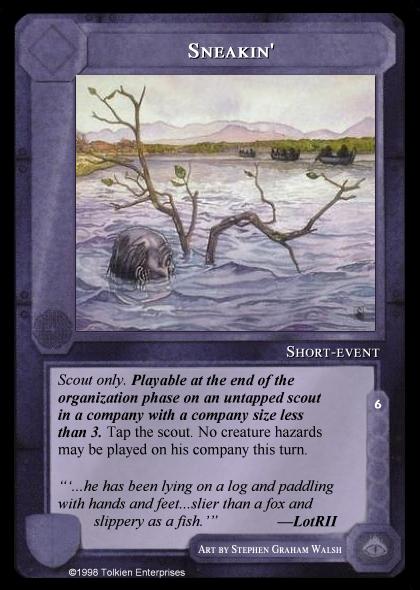 Sneakin'
Short-event
Scout only. Playable at the end of the
organization phase on an untapped scout
in a company with a company size less
than 3. Tap the scout. No creature hazards
may be played on his company this turn.
6
“‘...he has been lying on a log and paddling
with hands and feet...slier than a fox and
slippery as a fish.’” —LotRII
Art by Stephen Graham Walsh
©1998 Tolkien Enterprises